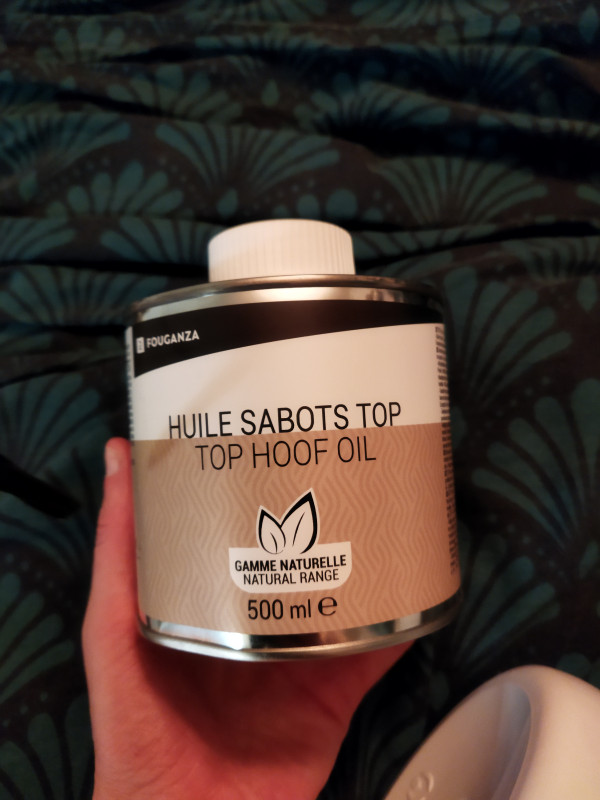 FOUGANZA
HUILE SABOTS TOP
TOP HOOF OIL
GAMME NATURELLE
NATURAL RANGE
500 ml ℮